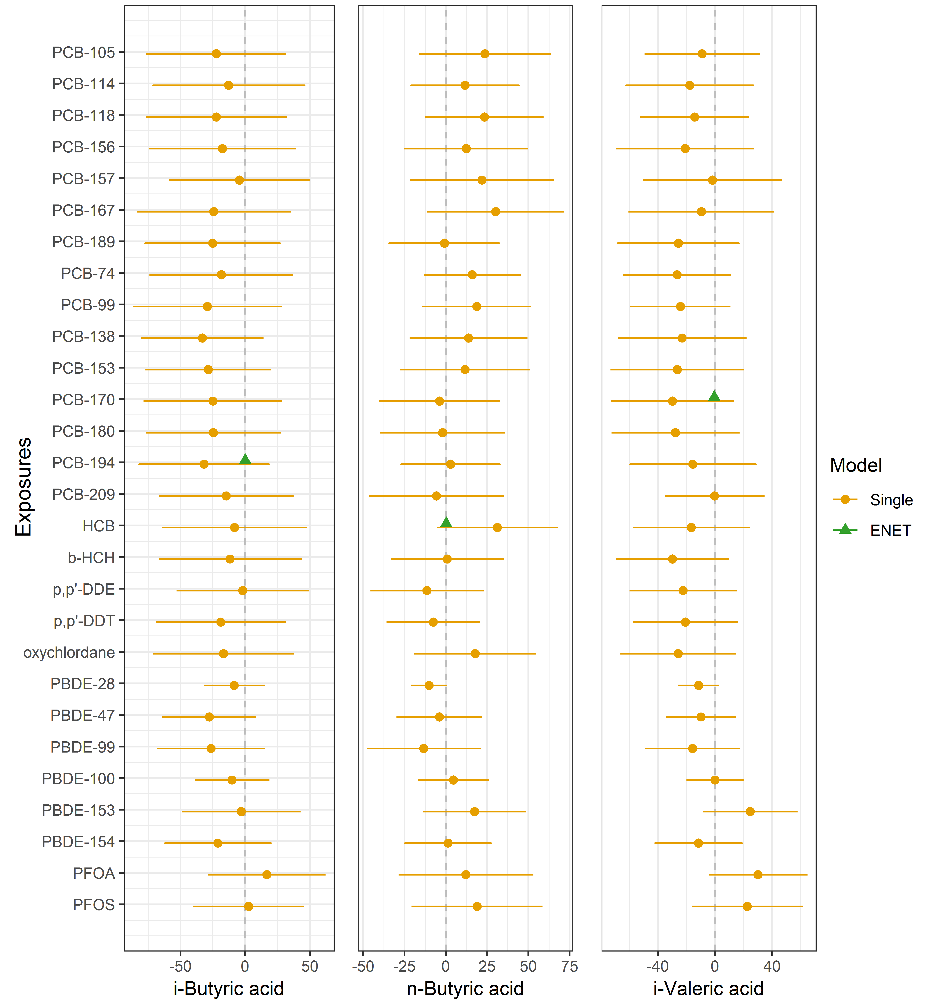 PCB-105
PCB-114
PCB-118
PCB-156
PCB-157
PCB-167
PCB-189
PCB-74
PCB-99
PCB-138
PCB-153
PCB-170
PCB-180
PCB-194
PCB-209
HCB
b-HCH
p,p'-DDE
p,p'-DDT
oxychlordane
PBDE-28
PBDE-47
PBDE-99
PBDE-100
PBDE-153
PBDE-154
PFOA
PFOS
Exposures
-50 0 50
i-Butyric acid
-50 -25 0 25 50 75
n-Butyric acid
-40 0 40
i-Valeric acid
Model
Single
ENET